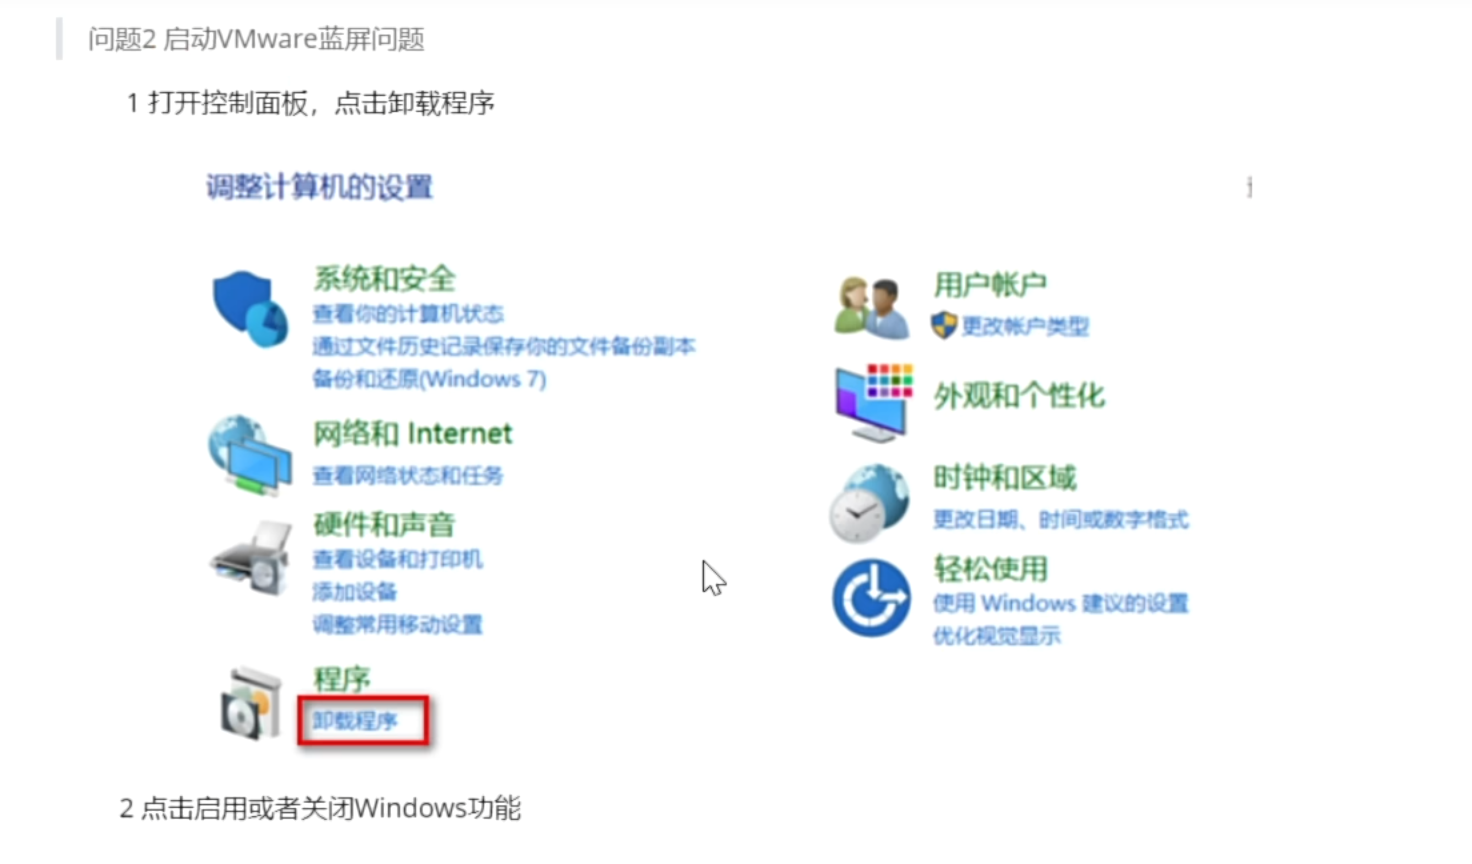 问题2 启动VMware蓝屏问题
1 打开控制面板，点击卸载程序
调整计算机的设置
系统和安全
查看你的计算机状态
通过文件历史记录保存你的文件备份副本
备份和还原(Windows 7)
网络和 Internet
查看网络状态和任务
硬件和声音
查看设备和打印机
添加设备
调整常用移动设置
程序
卸载程序
用户帐户
更改帐户类型
外观和个性化
时钟和区域
更改日期、时间或数字格式
轻松使用
使用 Windows 建议的设置
优化视觉显示
2 点击启用或者关闭Windows功能